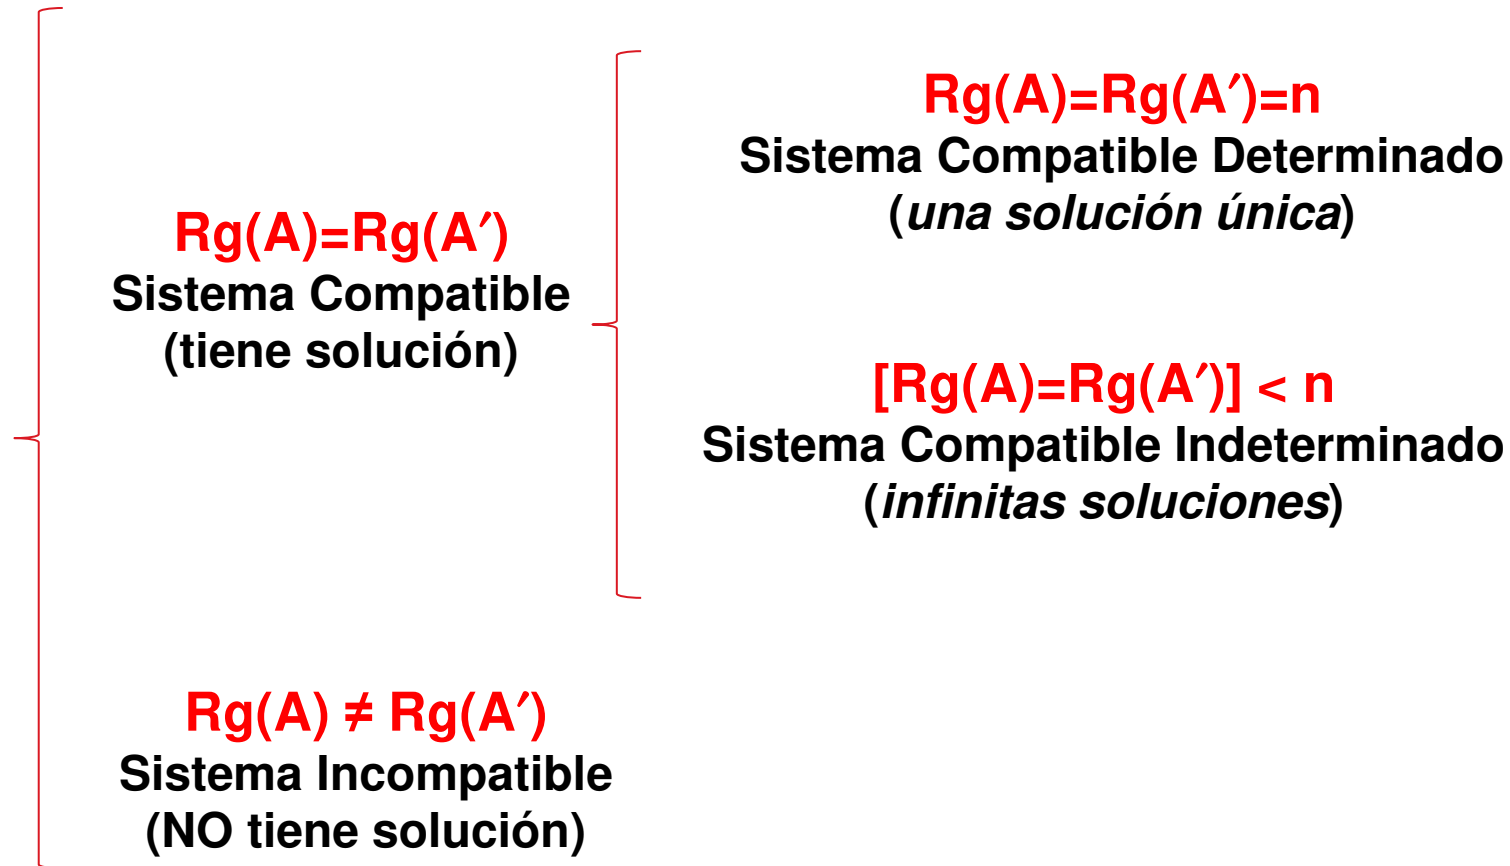 Rg(A)=Rg(A′)
Sistema Compatible
(tiene solución)
Rg(A)=Rg(A′)=n
Sistema Compatible Determinado
(una solución única)
[Rg(A)=Rg(A′)] < n
Sistema Compatible Indeterminado
(infinitas soluciones)
Rg(A) ≠ Rg(A′)
Sistema Incompatible
(NO tiene solución)